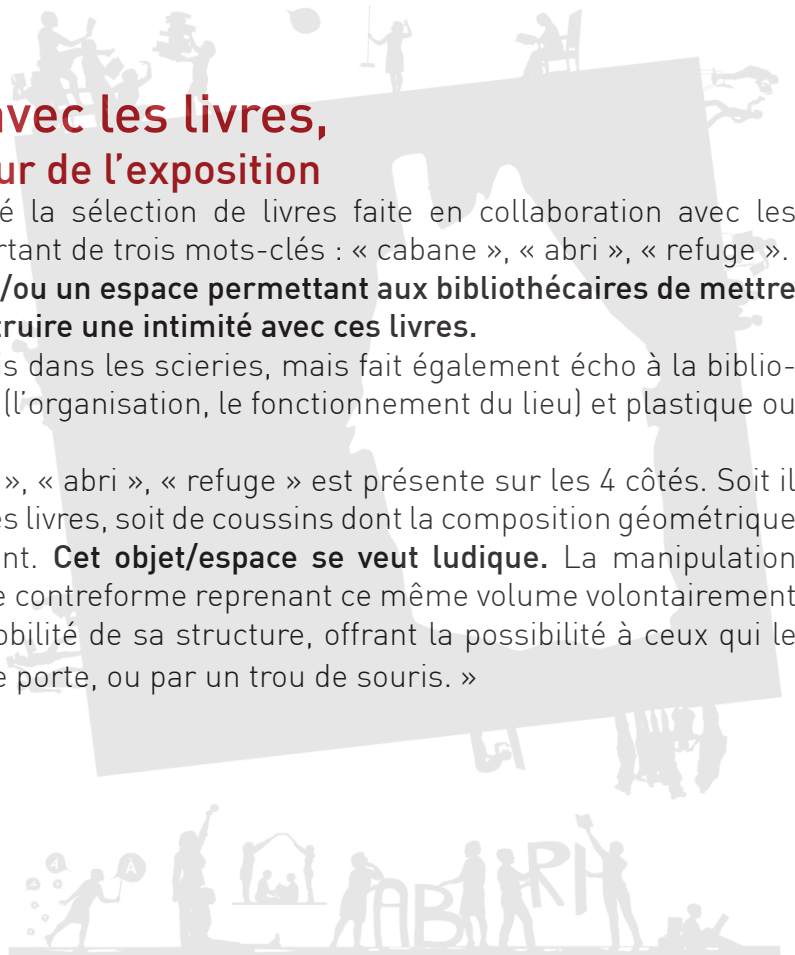 avec les livres,
ur de l’exposition
é la sélection de livres faite en collaboration avec les
rtant de trois mots-clés : « cabane », « abri », « refuge ».
/ou un espace permettant aux bibliothécaires de mettre
truire une intimité avec ces livres.
is dans les scieries, mais fait également écho à la biblio-
(l’organisation, le fonctionnement du lieu) et plastique ou
», « abri », « refuge » est présente sur les 4 côtés. Soit il
es livres, soit de coussins dont la composition géométrique
nt. Cet objet/espace se veut ludique. La manipulation
e contreforme reprenant ce même volume volontairement
obilité de sa structure, offrant la possibilité à ceux qui le
e porte, ou par un trou de souris. »
4 À
ABRI